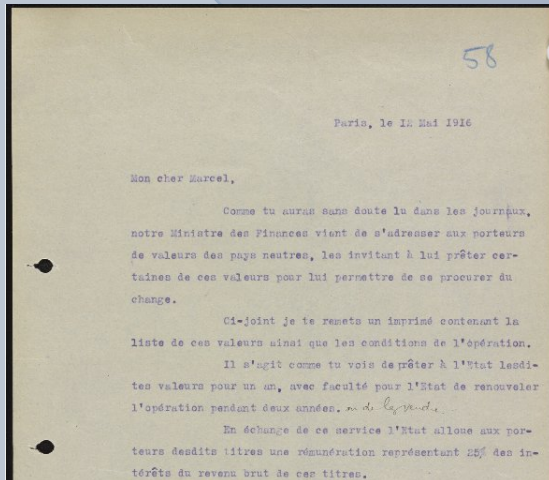 58
Paris, le 12 Mai 1916
Mon cher Marcel,
Comme tu auras sans doute lu dans les journaux,
notre Ministre des Finances viant de s'adresser aux porteurs
de valeurs des pays neutres, les invitant à lui prêter cer-
taines de ces valeurs pour lui permettre de se procurer du
change.
Ci-joint je te remets un imprimé contenant la
liste de ces valeurs ainsi que les conditions de l'opération.
Il s'agit comme tu vois de prêter à l'Etat lesdi-
tes valeurs pour un an, avec faculté pour l'Etat de renouveler
l'opération pendant deux années. ou de les vendre.
En échange de ce service l'Etat alloue aux por-
teurs desdits titres une rémunération représentant 25% des in-
térêts du revenu brut de ces titres.